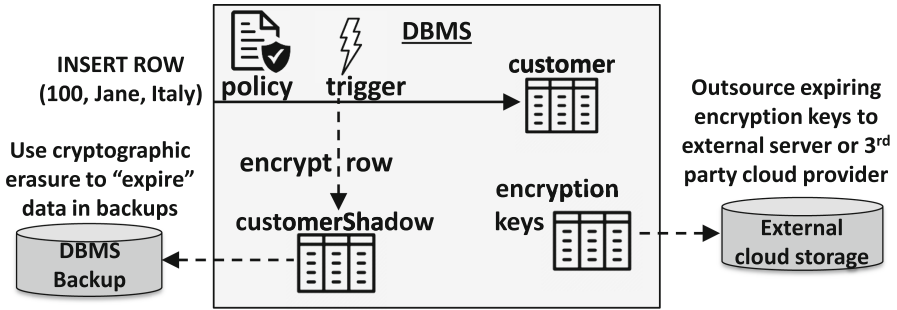 DBMS
INSERT ROW
(100, Jane, Italy)
policy
trigger
customer
encrypt row
customerShadow
encryption
keys
Use cryptographic
erasure to “expire”
data in backups
DBMS
Backup
Outsource expiring
encryption keys to
external server or 3rd
party cloud provider
External
cloud storage